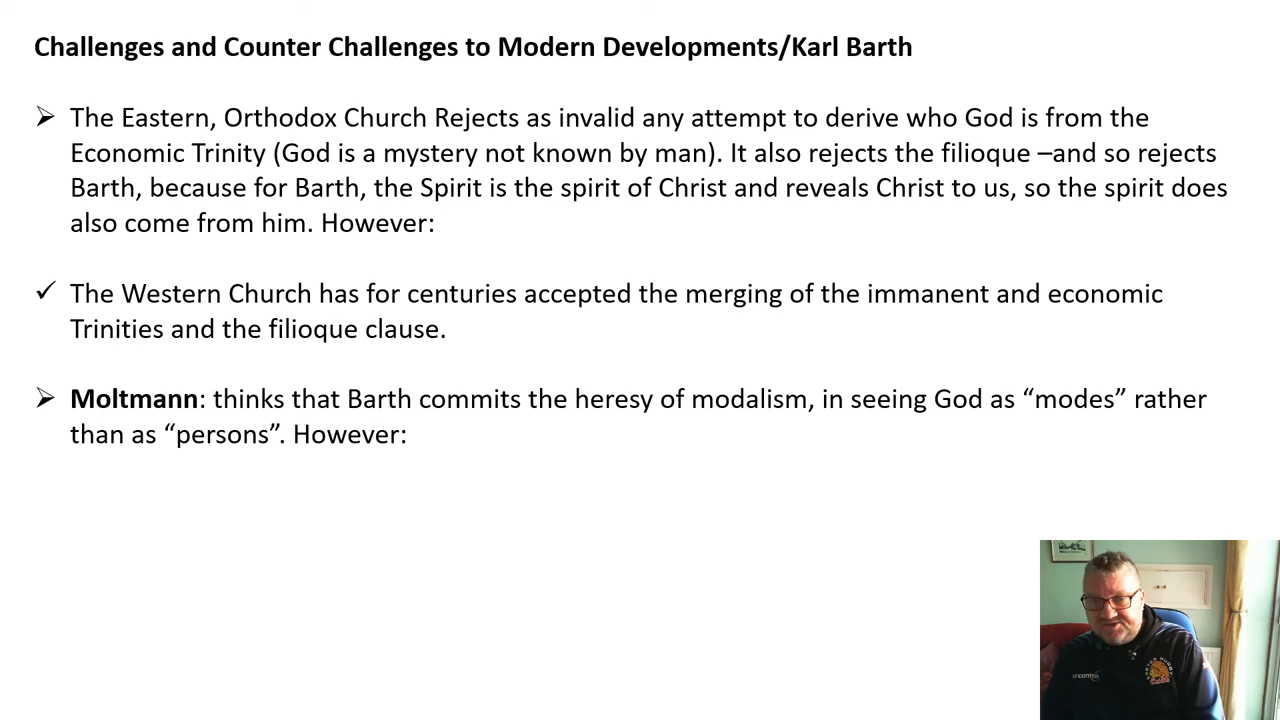 Challenges and Counter Challenges to Modern Developments/Karl Barth
The Eastern, Orthodox Church Rejects as invalid any attempt to derive who God is from the
Economic Trinity (God is a mystery not known by man). It also rejects the filioque –and so rejects
Barth, because for Barth, the Spirit is the spirit of Christ and reveals Christ to us, so the spirit does
also come from him. However:
The Western Church has for centuries accepted the merging of the immanent and economic
Trinities and the filioque clause.
Moltmann: thinks that Barth commits the heresy of modalism, in seeing God as “modes” rather
than as “persons”. However: